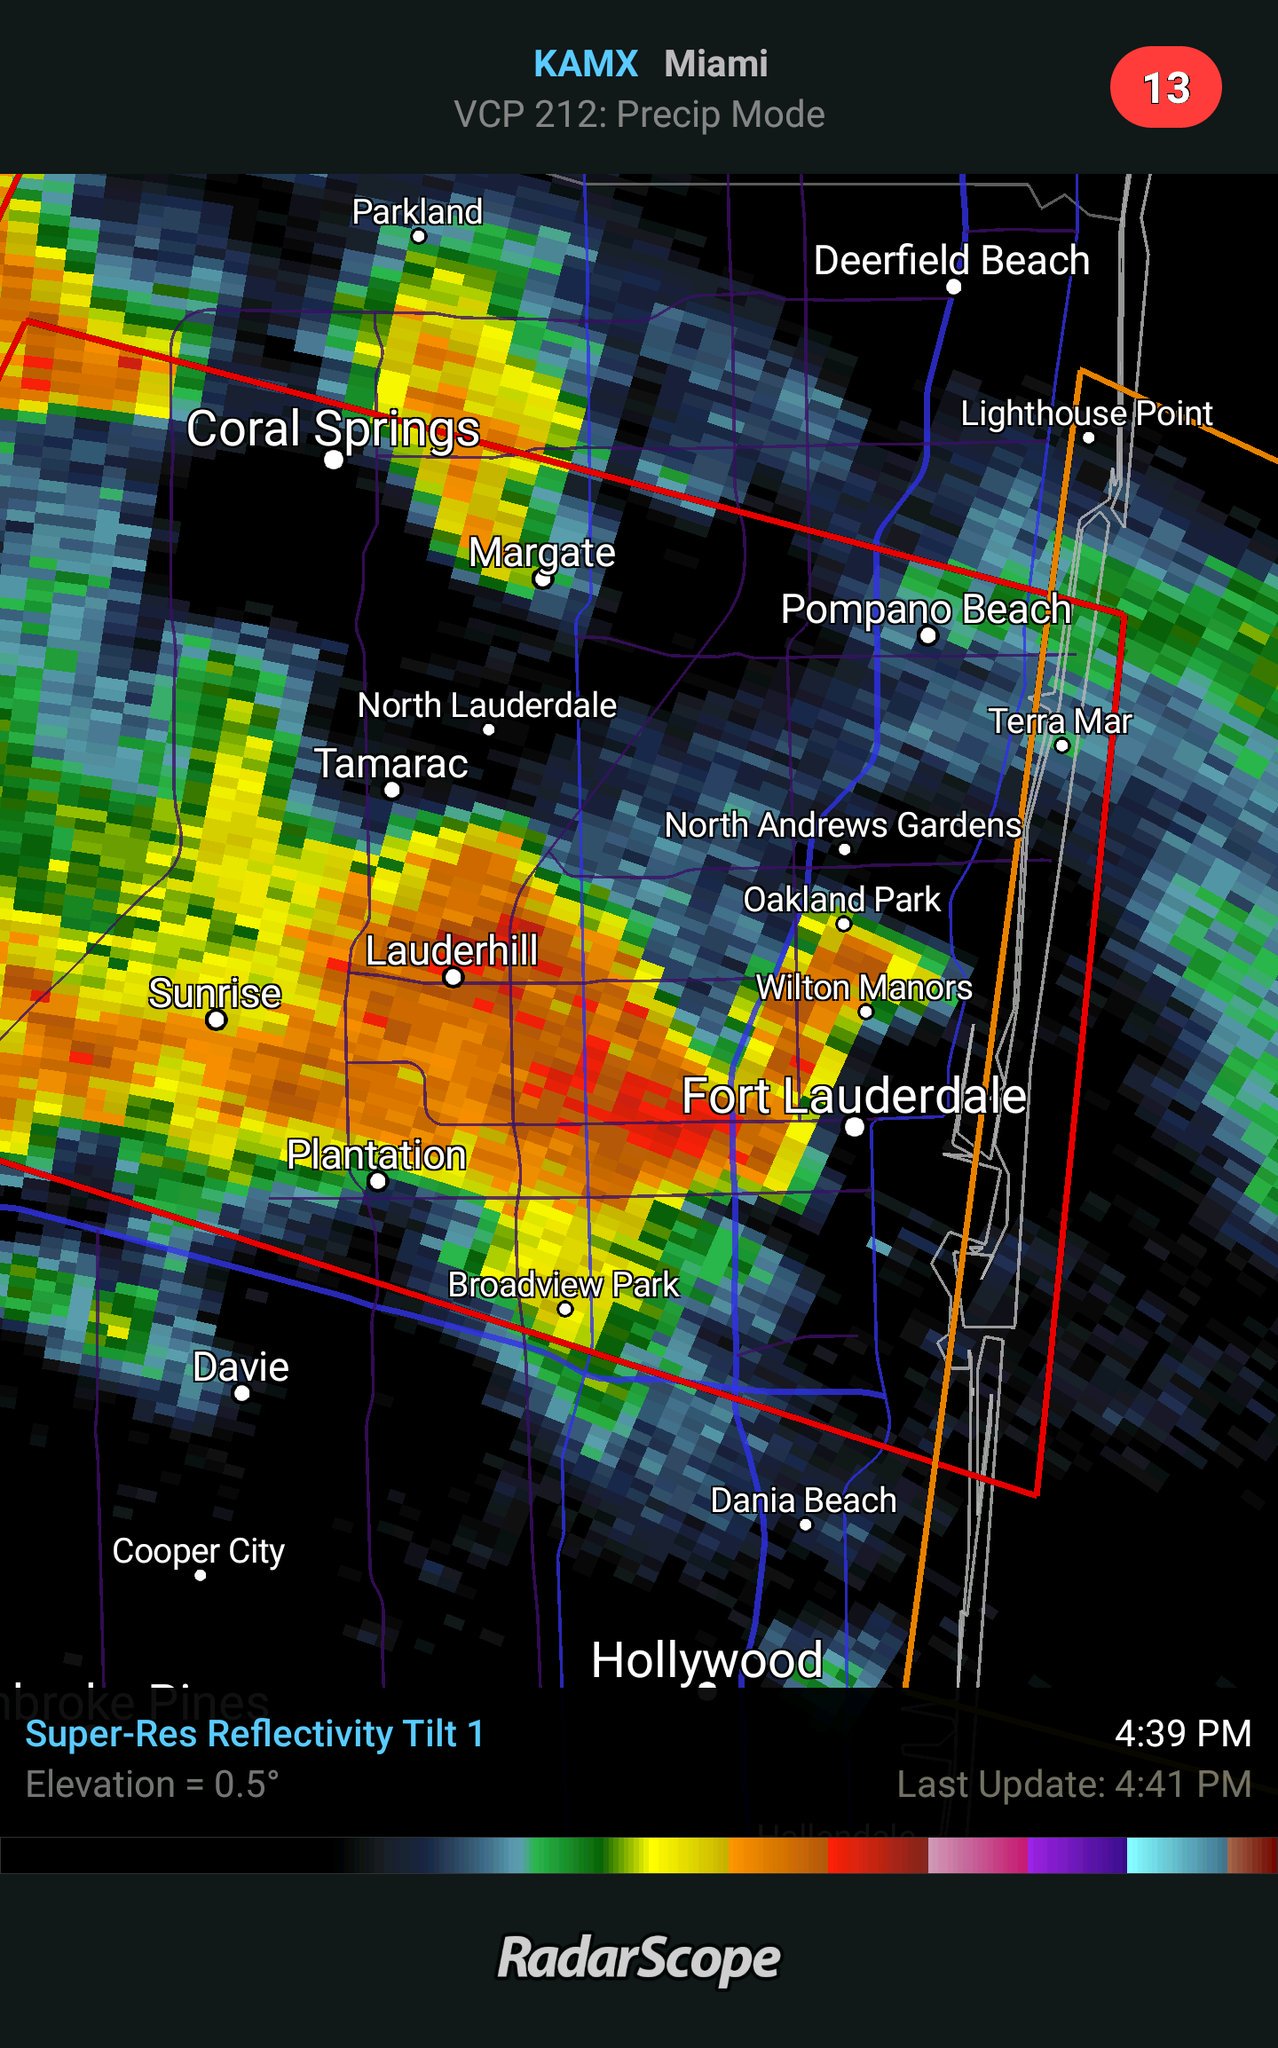 KAMX Miami
VCP 212: Precip Mode
13
Parkland
Deerfield Beach
Lighthouse Point
Coral Springs
Margate
Pompano Beach
North Lauderdale
Terra Mar
Tamarac
North Andrews Gardens
Oakland Park
Lauderhill
Wilton Manors
Sunrise
Fort Lauderdale
Plantation
Broadview Park
Davie
Dania Beach
Cooper City
Hollywood
nbroke Pines
Super-Res Reflectivity Tilt 1
4:39 PM
Elevation = 0.5°
Last Update: 4:41 PM
Hallandale
RadarScope